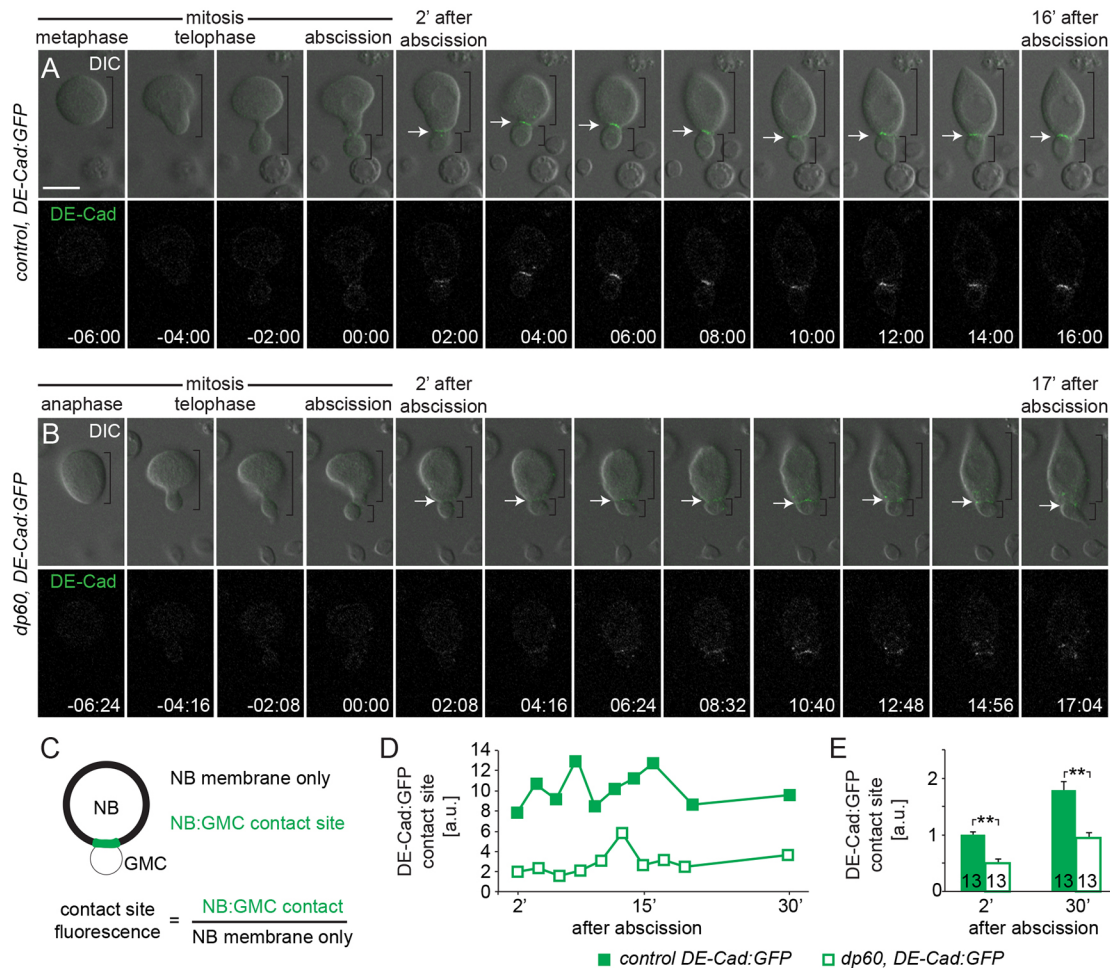 mitosis
2' after
16' after
metaphase
telophase
abscission
abscission
abscission
A
DIC
control, DE-Cad:GFP
DE-Cad
-06:00
-04:00
-02:00
00:00
02:00
04:00
06:00
08:00
10:00
12:00
14:00
16:00
mitosis
2' after
17' after
anaphase
telophase
abscission
abscission
abscission
B
DIC
dp60, DE-Cad:GFP
DE-Cad
-06:24
-04:16
-02:08
00:00
02:08
04:16
06:24
08:32
10:40
12:48
14:56
17:04
C
NB
GMC
NB membrane only
NB:GMC contact site
contact site
fluorescence
=
NB:GMC contact
NB membrane only
D
DE-Cad:GFP
contact site
[a.u.]
14
12
10
8
6
4
2
0
2'
15'
30'
after abscission
E
DE-Cad:GFP
contact site
[a.u.]
2
1
0
**
**
13
13
13
13
2'
30'
after abscission
control DE-Cad:GFP
dp60, DE-Cad:GFP